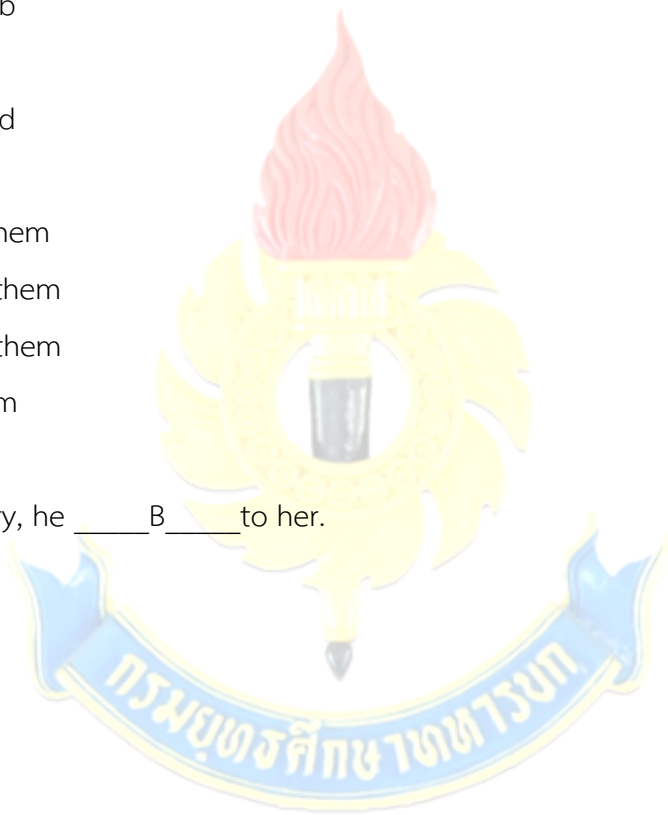 b
d
hem
them
them
m
ry, he _____B_____to her.
กรมยุทธศึกษาทหารบก